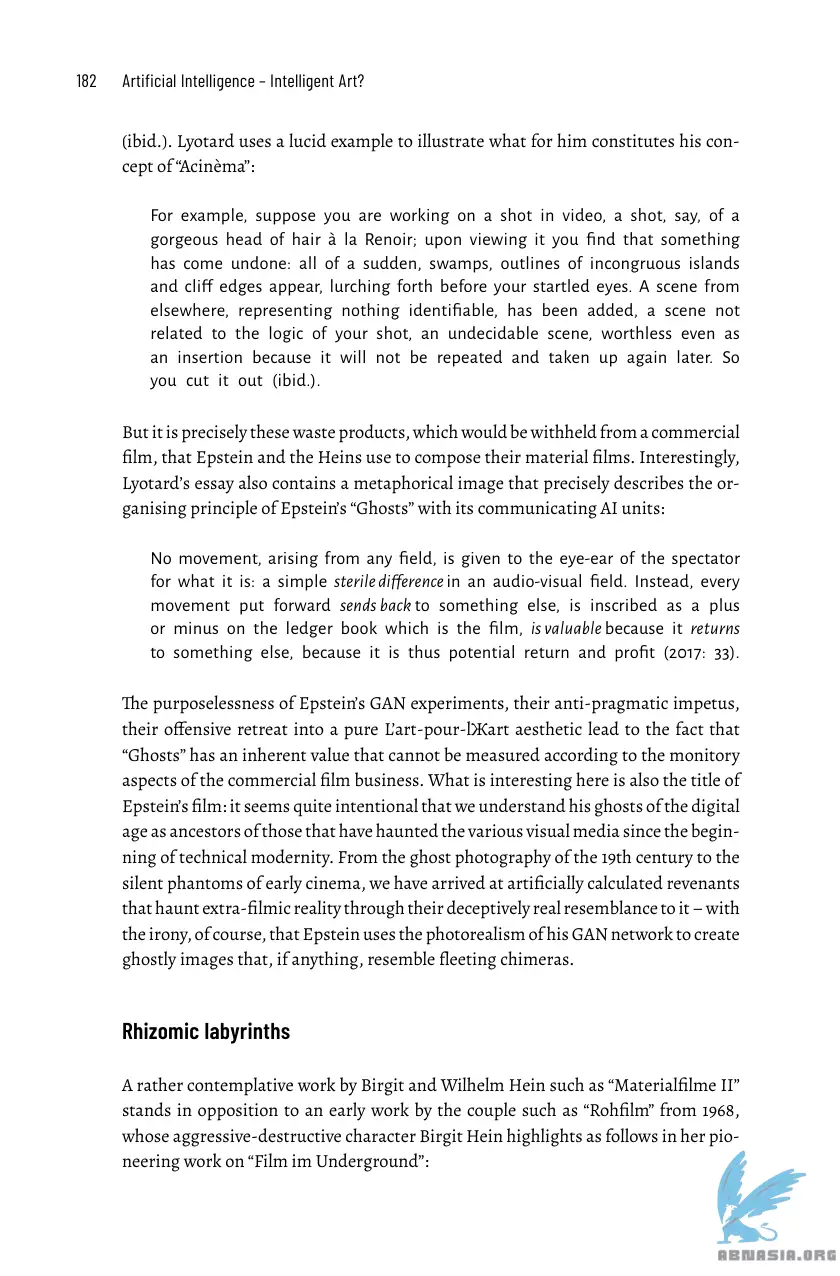 182 Artificial Intelligence – Intelligent Art?
(ibid.). Lyotard uses a lucid example to illustrate what for him constitutes his con-
cept of “Acinèma”:
For example, suppose you are working on a shot in video, a shot, say, of a
gorgeous head of hair à la Renoir; upon viewing it you find that something
has come undone: all of a sudden, swamps, outlines of incongruous islands
and cliff edges appear, lurching forth before your startled eyes. A scene from
elsewhere, representing nothing identifiable, has been added, a scene not
related to the logic of your shot, an undecidable scene, worthless even as
an insertion because it will not be repeated and taken up again later. So
you cut it out (ibid.).
But it is precisely these waste products, which would be withheld from a commercial
film, that Epstein and the Heins use to compose their material films. Interestingly,
Lyotard’s essay also contains a metaphorical image that precisely describes the or-
ganising principle of Epstein’s “Ghosts” with its communicating AI units:
No movement, arising from any field, is given to the eye-ear of the spectator
for what it is: a simple sterile difference in an audio-visual field. Instead, every
movement put forward sends back to something else, is inscribed as a plus
or minus on the ledger book which is the film, is valuable because it returns
to something else, because it is thus potential return and profit (2017: 33).
The purposelessness of Epstein’s GAN experiments, their anti-pragmatic impetus,
their offensive retreat into a pure L’art-pour-lӁart aesthetic lead to the fact that
“Ghosts” has an inherent value that cannot be measured according to the monitory
aspects of the commercial film business. What is interesting here is also the title of
Epstein’s film: it seems quite intentional that we understand his ghosts of the digital
age as ancestors of those that have haunted the various visual media since the begin-
ning of technical modernity. From the ghost photography of the 19th century to the
silent phantoms of early cinema, we have arrived at artificially calculated revenants
that haunt extra-filmic reality through their deceptively real resemblance to it – with
the irony, of course, that Epstein uses the photorealism of his GAN network to create
ghostly images that, if anything, resemble fleeting chimeras.
Rhizomic labyrinths
A rather contemplative work by Birgit and Wilhelm Hein such as “Materialfilme II”
stands in opposition to an early work by the couple such as “Rohfilm” from 1968,
whose aggressive-destructive character Birgit Hein highlights as follows in her pio-
neering work on “Film im Underground”:
ABNASIA.ORG